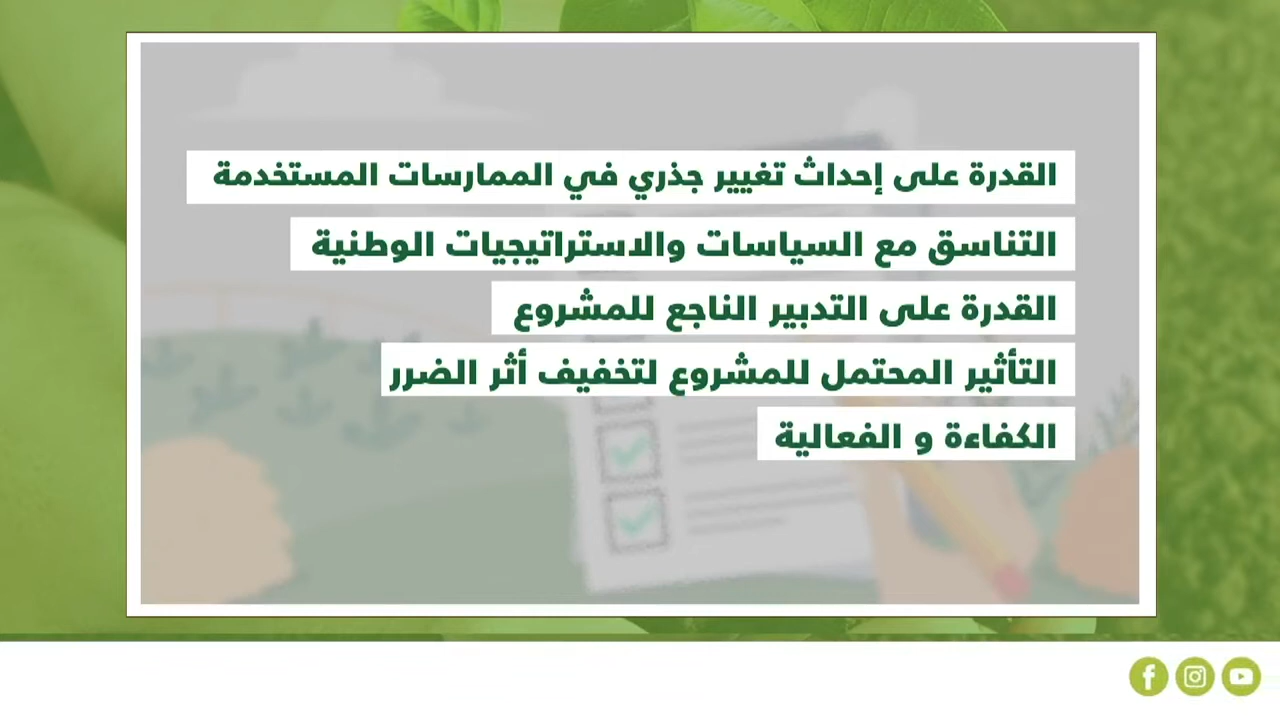 القدرة على إحداث تغيير جذري في الممارسات المستخدمة
التناسق مع السياسات والاستراتيجيات الوطنية
القدرة على التدبير الناجع للمشروع
التأثير المحتمل للمشروع لتخفيف أثر الضرر
الكفاءة و الفعالية